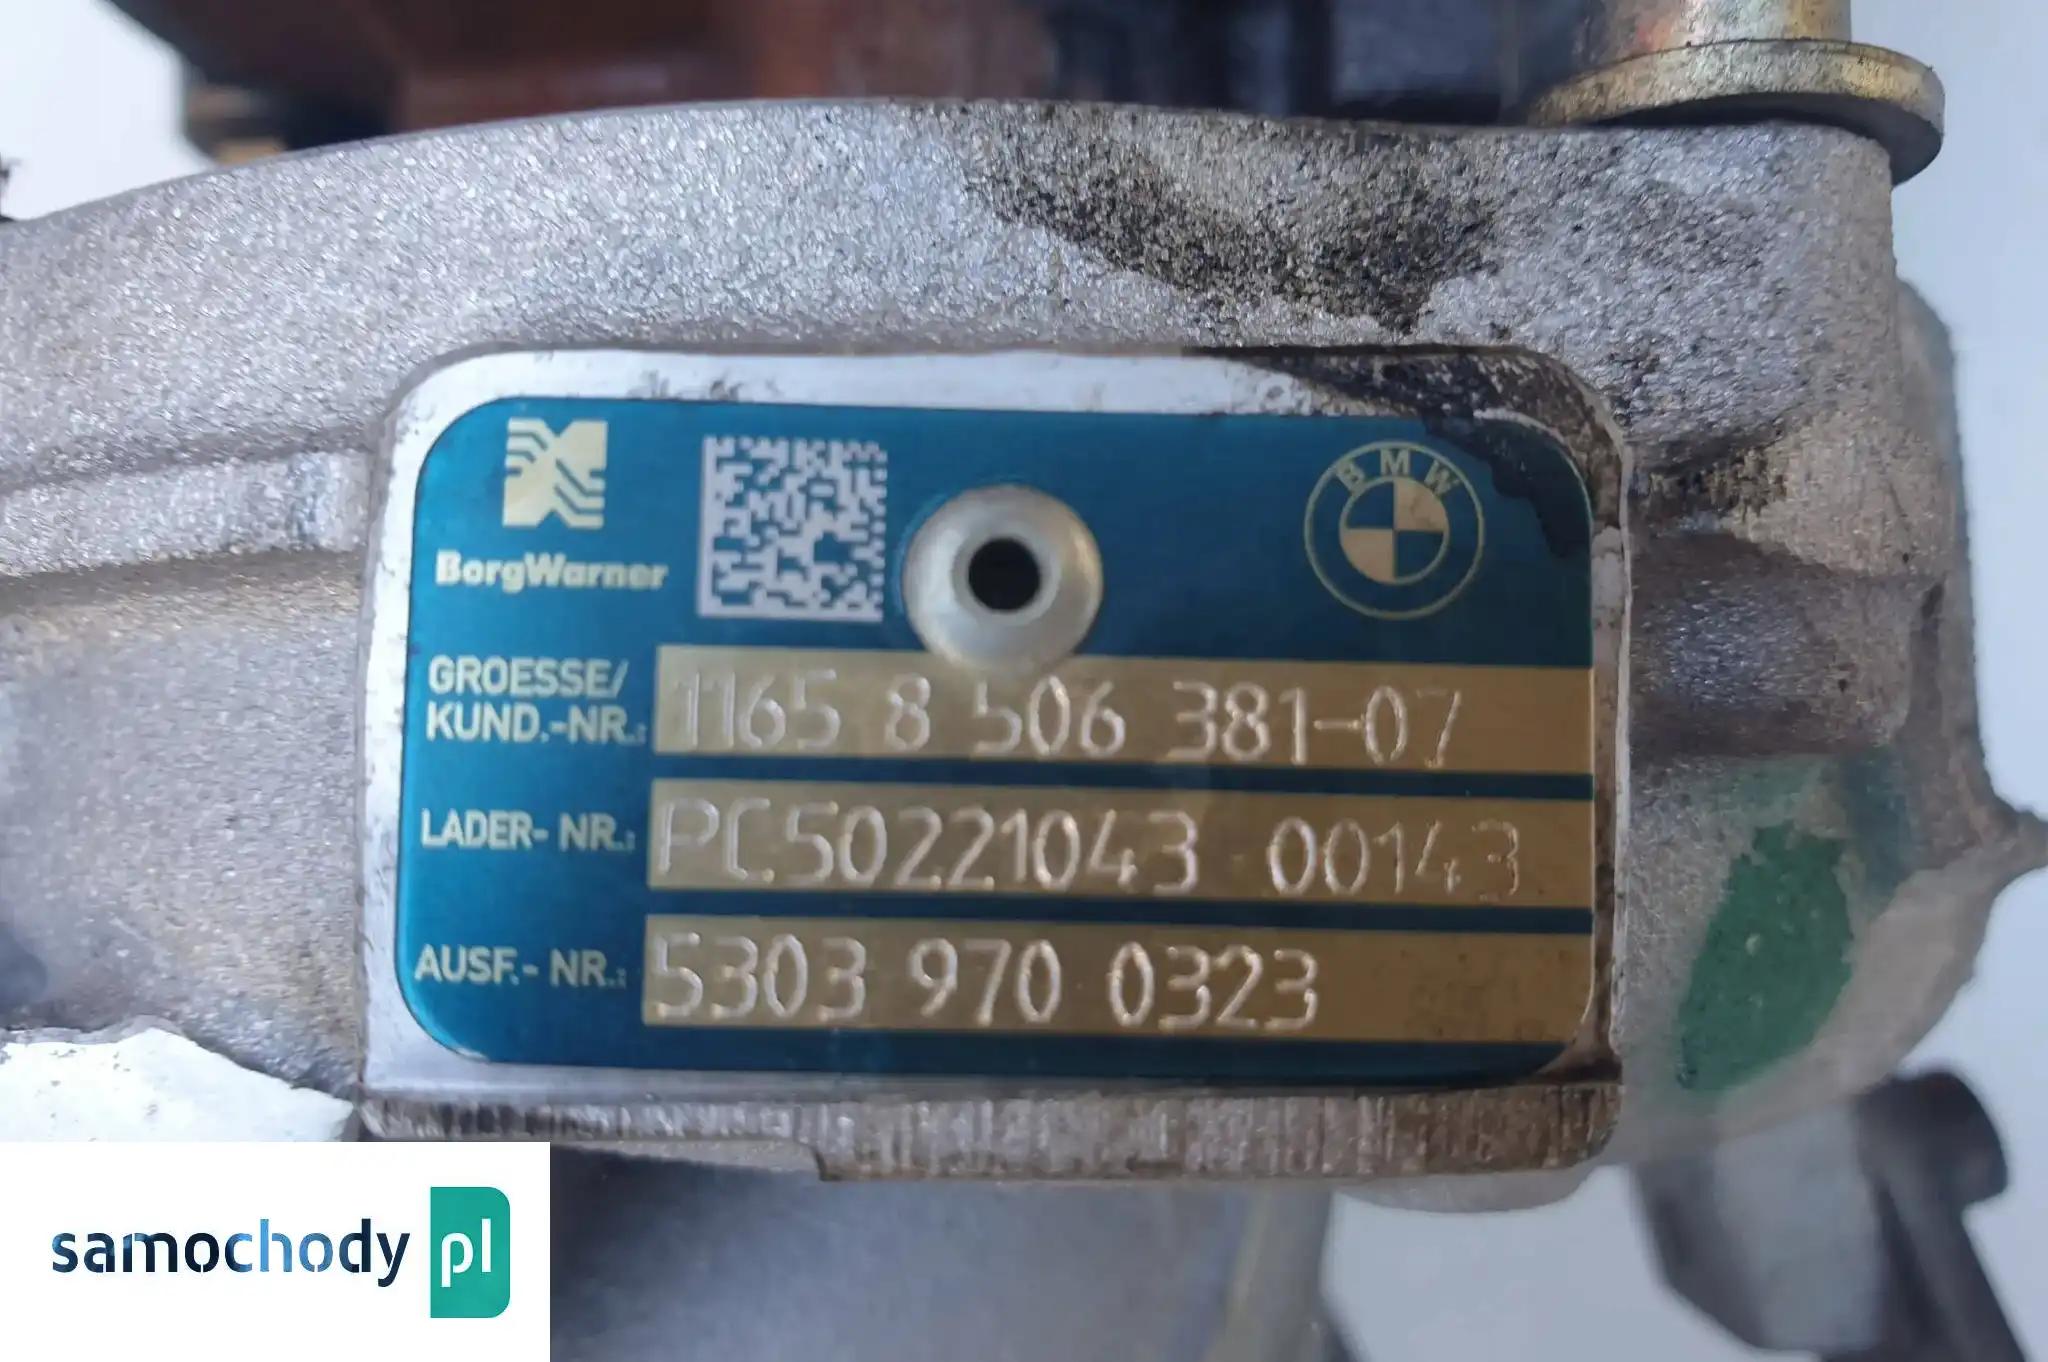 BorgWarner
BMW
GROESSE/
KUND.-NR.: 1165 8 506 381-07
LADER- NR.: PC50221043 00143
AUSF.- NR.: 5303 970 0323
samochody pl